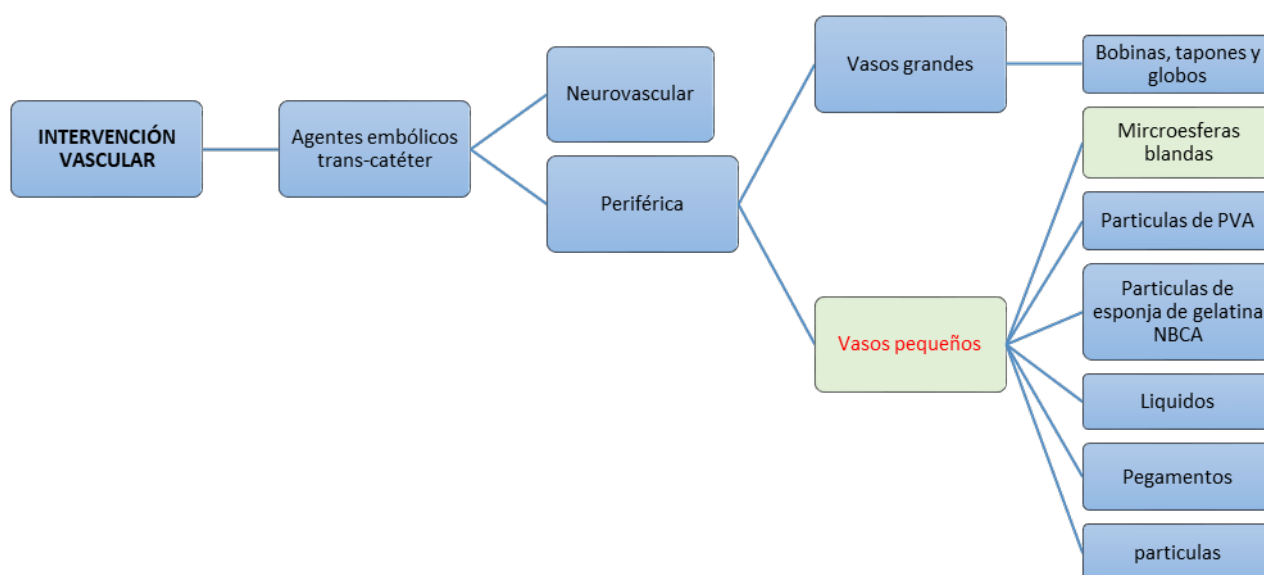 INTERVENCIÓN
VASCULAR
Agentes embólicos
trans-catéter
Neurovascular
Periférica
Vasos grandes
Vasos pequeños
Bobinas, tapones y
globos
Mircroesferas
blandas
Particulas de PVA
Particulas de
esponja de gelatina
NBCA
Liquidos
Pegamentos
particulas